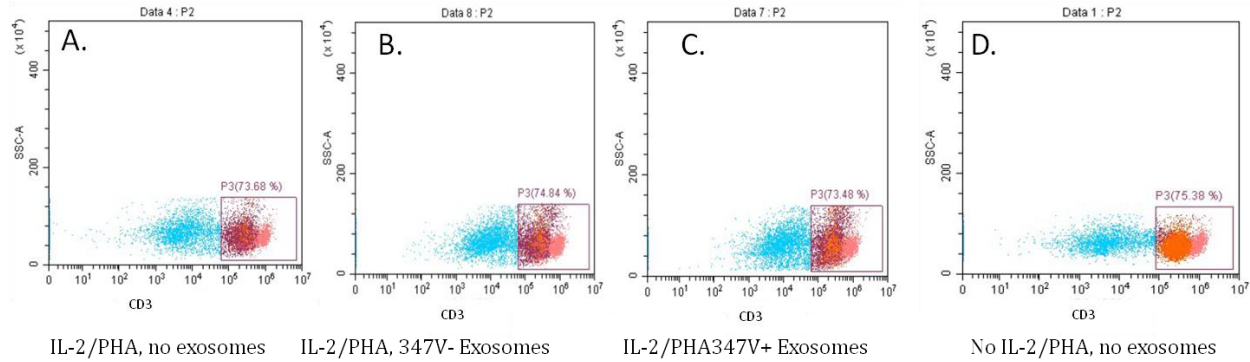 Data 4 : P2
A.
(x 10⁴)
SSC-A
400
200
0
P3(73.68 %)
0 10¹ 10² 10³ 10⁴ 10⁵ 10⁶ 10⁷
CD3
IL-2/PHA, no exosomes
Data 8 : P2
B.
(x 10⁴)
SSC-A
400
200
0
P3(74.84 %)
0 10¹ 10² 10³ 10⁴ 10⁵ 10⁶ 10⁷
CD3
IL-2/PHA, 347V- Exosomes
Data 7 : P2
C.
(x 10⁴)
SSC-A
400
200
0
P3(73.48 %)
0 10¹ 10² 10³ 10⁴ 10⁵ 10⁶ 10⁷
CD3
IL-2/PHA347V+ Exosomes
Data 1 : P2
D.
(x 10⁴)
SSC-A
400
200
0
P3(75.38 %)
0 10¹ 10² 10³ 10⁴ 10⁵ 10⁶ 10⁷
CD3
No IL-2/PHA, no exosomes